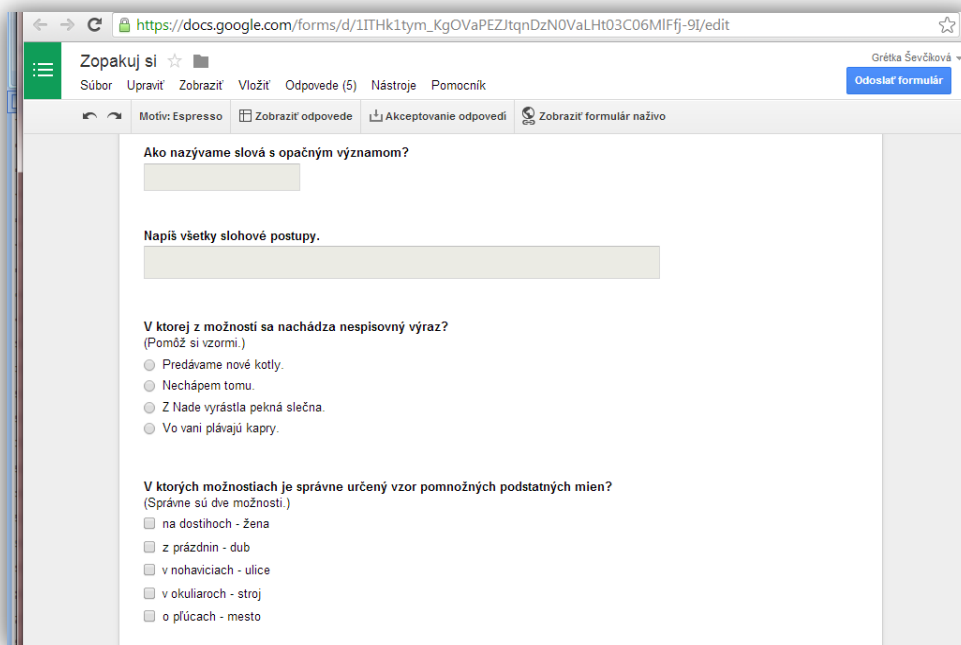 https://docs.google.com/forms/d/1ITHk1tym_KgOVaPEZJtqnDzN0VaLHt03C06MlFfj-9I/edit
Zopakuj si
Grétka Ševčíková
Súbor Upraviť Zobraziť Vložiť Odpovede (5) Nástroje Pomocník
Odoslať formulár
Motív: Espresso Zobraziť odpovede Akceptovanie odpovedí Zobraziť formulár naživo
Ako nazývame slová s opačným významom?
Napíš všetky slohové postupy.
V ktorej z možností sa nachádza nespisovný výraz?
(Pomôž si vzormi.)
Predávame nové kotly.
Nechápem tomu.
Z Nade vyrástla pekná slečna.
Vo vani plávajú kapry.
V ktorých možnostiach je správne určený vzor pomnožných podstatných mien?
(Správne sú dve možnosti.)
na dostihoch - žena
z prázdnin - dub
v nohaviciach - ulice
v okuliaroch - stroj
o pľúcach - mesto